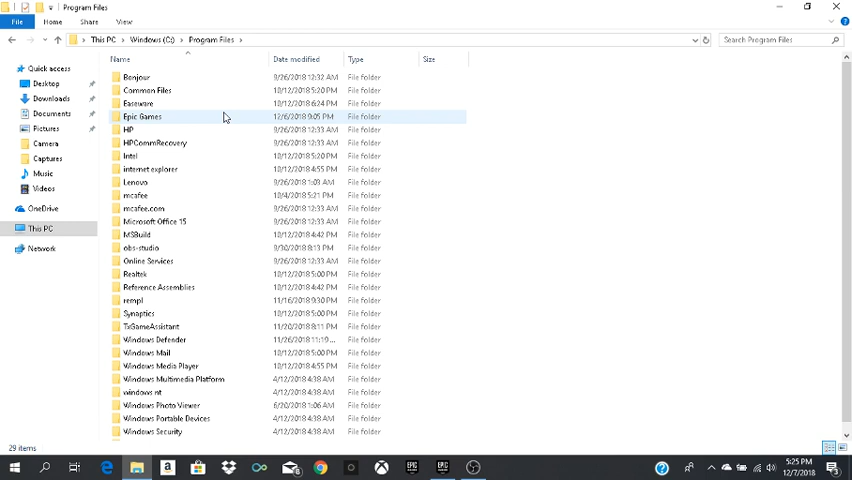 Program Files
File Home Share View
This PC Windows (C:) Program Files Search Program Files
Name Date modified Type Size
Quick access
Desktop
Downloads
Documents
Pictures
Camera
Captures
Music
Videos
OneDrive
This PC
Network
Bonjour 9/26/2018 12:32 AM File folder
Common Files 10/12/2018 5:20 PM File folder
Easeware 10/12/2018 6:24 PM File folder
Epic Games 12/6/2018 9:05 PM File folder
HP 9/26/2018 12:33 AM File folder
HPCommRecovery 9/26/2018 12:33 AM File folder
Intel 10/12/2018 5:20 PM File folder
internet explorer 10/12/2018 4:55 PM File folder
Lenovo 9/26/2018 1:03 AM File folder
mcafee 10/4/2018 5:21 PM File folder
mcafee.com 9/26/2018 12:33 AM File folder
Microsoft Office 15 9/26/2018 12:33 AM File folder
MSBuild 10/12/2018 4:42 PM File folder
obs-studio 9/30/2018 8:13 PM File folder
Online Services 9/26/2018 12:33 AM File folder
Realtek 10/12/2018 5:00 PM File folder
Reference Assemblies 10/12/2018 4:42 PM File folder
rempl 11/16/2018 9:30 PM File folder
Synaptics 10/12/2018 5:00 PM File folder
TxGameAssistant 11/20/2018 8:11 PM File folder
Windows Defender 11/26/2018 11:19... File folder
Windows Mail 10/12/2018 5:00 PM File folder
Windows Media Player 10/12/2018 4:55 PM File folder
Windows Multimedia Platform 4/12/2018 4:38 AM File folder
windows nt 4/12/2018 4:38 AM File folder
Windows Photo Viewer 6/20/2018 1:06 AM File folder
Windows Portable Devices 4/12/2018 4:38 AM File folder
Windows Security 4/12/2018 4:38 AM File folder
29 items
EPIC EPIC
5:25 PM
12/7/2018